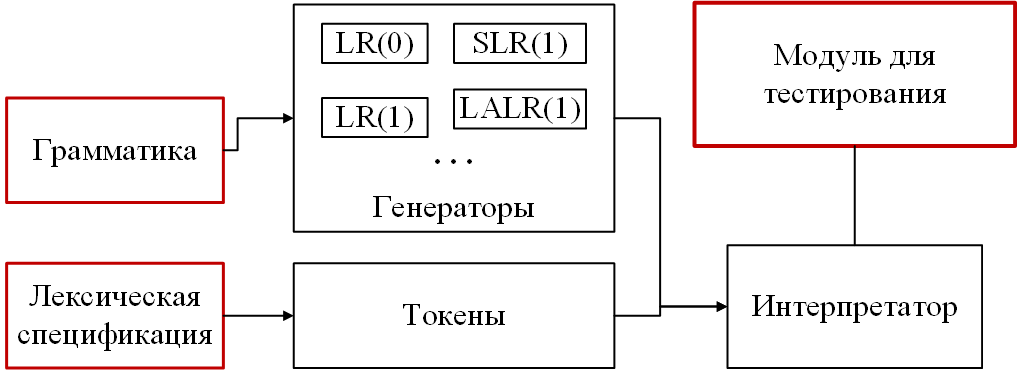 LR(0)
SLR(1)
LR(1)
LALR(1)
...
Генераторы
Грамматика
Лексическая
спецификация
Токены
Модуль для
тестирования
Интерпретатор